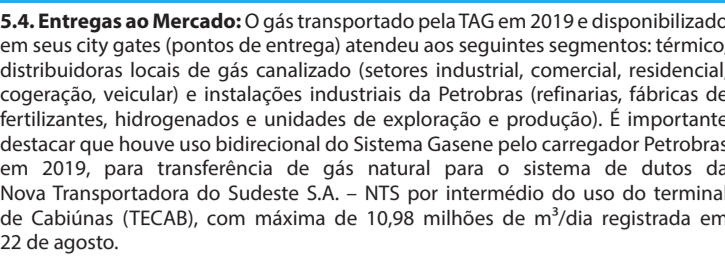 5.4. Entregas ao Mercado: O gás transportado pela TAG em 2019 e disponibilizado
em seus city gates (pontos de entrega) atendeu aos seguintes segmentos: térmico,
distribuidoras locais de gás canalizado (setores industrial, comercial, residencial,
cogeração, veicular) e instalações industriais da Petrobras (refinarias, fábricas de
fertilizantes, hidrogenados e unidades de exploração e produção). É importante
destacar que houve uso bidirecional do Sistema Gasene pelo carregador Petrobras
em 2019, para transferência de gás natural para o sistema de dutos da
Nova Transportadora do Sudeste S.A. – NTS por intermédio do uso do terminal
de Cabiúnas (TECAB), com máxima de 10,98 milhões de m³/dia registrada em
22 de agosto.